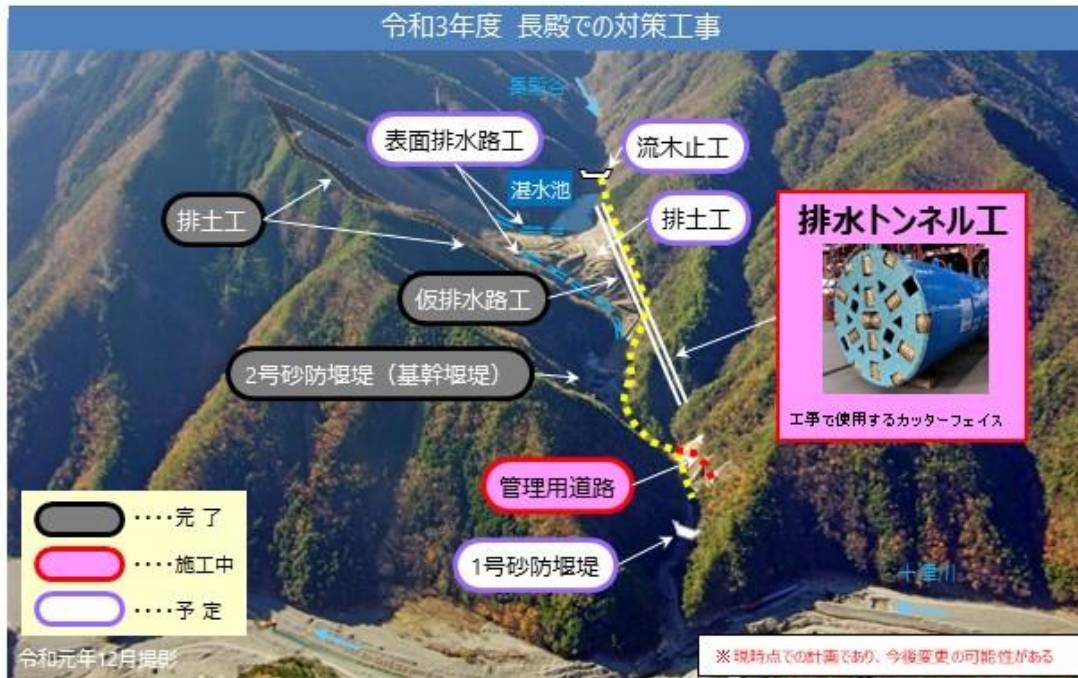 令和3年度 長殿での対策工事
長殿谷
表面排水路工
流木止工
湛水池
排土工
排土工
排水トンネル工
仮排水路工
2号砂防堰堤（基幹堰堤）
工事で使用するカッターフェイス
管理用道路
1号砂防堰堤
‥‥完 了
‥‥施工中
‥‥予 定
十津川
令和元年12月撮影
※現時点での計画であり、今後変更の可能性がある